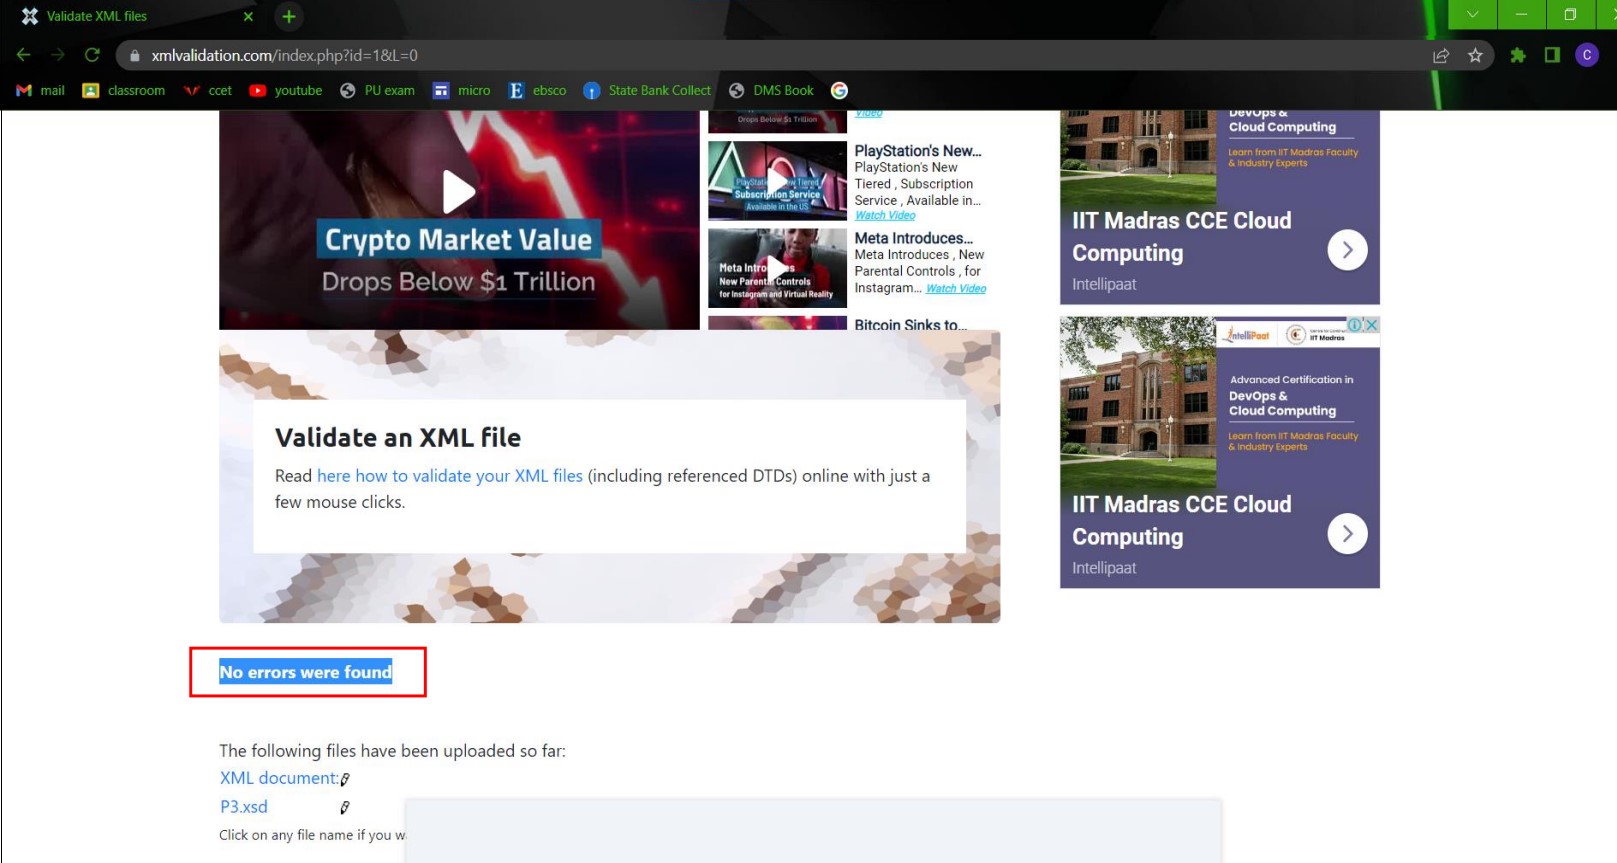 Validate XML files
xmlvalidation.com/index.php?id=1&L=0
C
mail
classroom
ccet
youtube
PU exam
micro
ebsco
State Bank Collect
DMS Book
Crypto Market Value
Drops Below $1 Trillion
Drops Below $1 Trillion
Video
PlayStation New Tiered
Subscription Service
Available in the US
PlayStation's New...
PlayStation's New
Tiered , Subscription
Service , Available in...
Watch Video
New Parental Controls
for Instagram and Virtual Reality
Meta Introduces...
Meta Introduces , New
Parental Controls , for
Instagram... Watch Video
Bitcoin Sinks to...
DevOps &
Cloud Computing
Learn from IIT Madras Faculty
& Industry Experts
IIT Madras CCE Cloud
Computing
Intellipaat
IntelliPaat
IIT Madras
Advanced Certification in
DevOps &
Cloud Computing
Learn from IIT Madras Faculty
& Industry Experts
IIT Madras CCE Cloud
Computing
Intellipaat
Validate an XML file
Read here how to validate your XML files (including referenced DTDs) online with just a
few mouse clicks.
No errors were found
The following files have been uploaded so far:
XML document:
P3.xsd
Click on any file name if you w